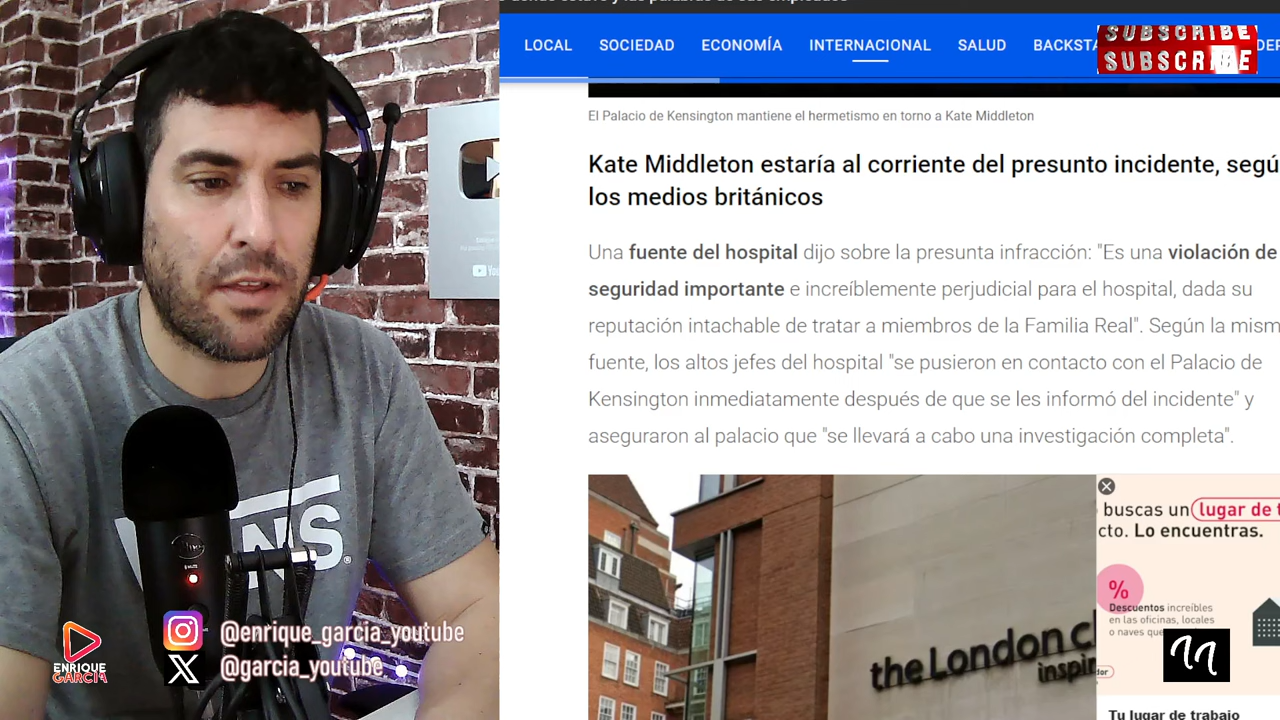 LOCAL SOCIEDAD ECONOMÍA INTERNACIONAL SALUD BACKSTA
SUBSCRIBE
SUBSCRIBE
El Palacio de Kensington mantiene el hermetismo en torno a Kate Middleton
Kate Middleton estaría al corriente del presunto incidente, segú
los medios británicos
Una fuente del hospital dijo sobre la presunta infracción: "Es una violación de
seguridad importante e increíblemente perjudicial para el hospital, dada su
reputación intachable de tratar a miembros de la Familia Real". Según la mism
fuente, los altos jefes del hospital "se pusieron en contacto con el Palacio de
Kensington inmediatamente después de que se les informó del incidente" y
aseguraron al palacio que "se llevará a cabo una investigación completa".
the London cl
inspir
buscas un lugar de t
cto. Lo encuentras.
%
Descuentos increíbles
en las oficinas, locales
o naves que
Tu lugar de trabajo
VANS
@enrique_garcia_youtube
@garcia_youtube
ENRIQUE
GARCIA